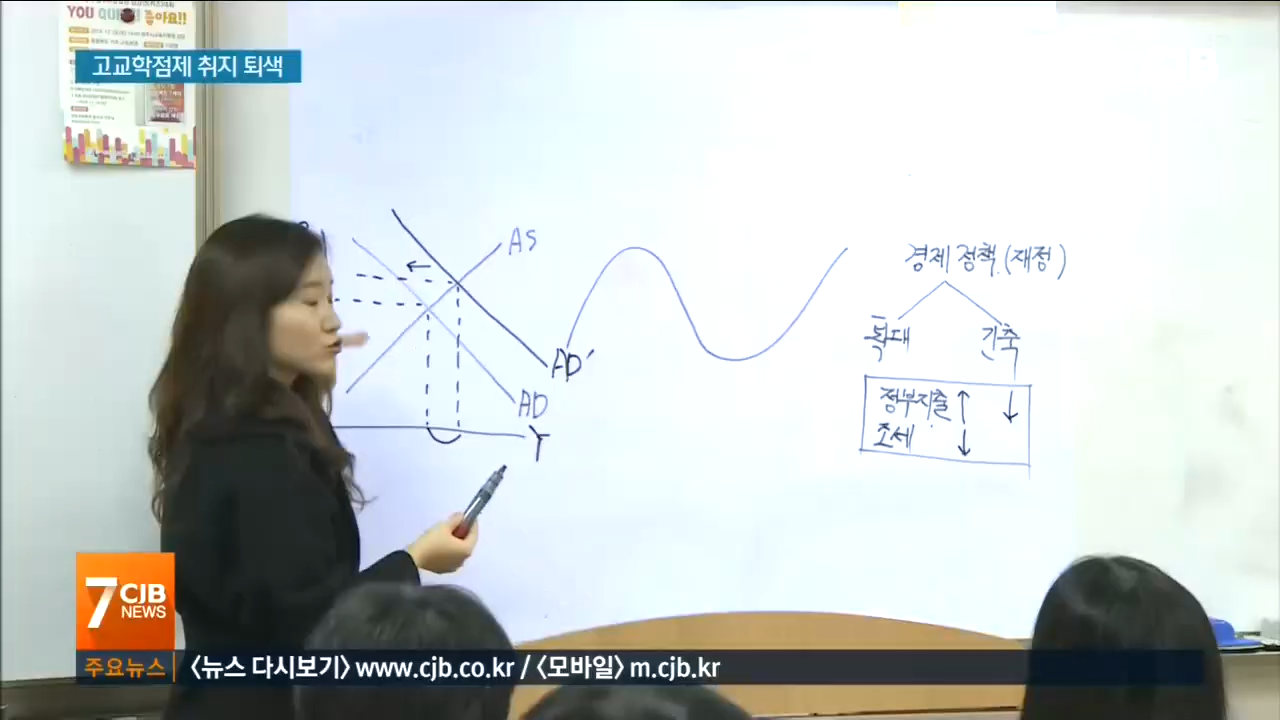 YOU QUIZ! 좋아요!!
고교학점제 취지 퇴색
AS
AD′
AD
Y
경제 정책 (재정)
확대 긴축
정부지출 ↑ ↓
조세 ↓
7 CJB NEWS
주요뉴스 〈뉴스 다시보기〉 www.cjb.co.kr / 〈모바일〉 m.cjb.kr